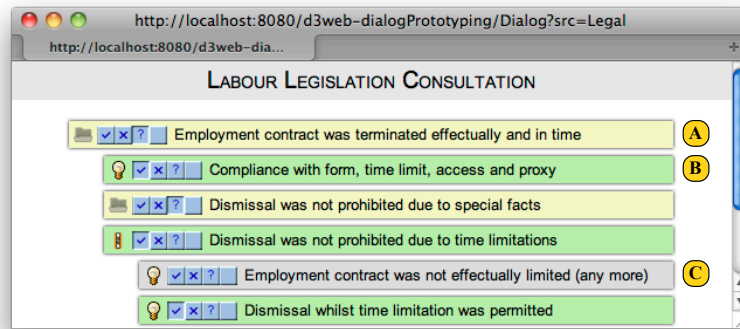 http://localhost:8080/d3web-dialogPrototyping/Dialog?src=Legal
http://localhost:8080/d3web-dia...
LABOUR LEGISLATION CONSULTATION
? Employment contract was terminated effectually and in time A
? Compliance with form, time limit, access and proxy B
? Dismissal was not prohibited due to special facts
? Dismissal was not prohibited due to time limitations
? Employment contract was not effectually limited (any more) C
? Dismissal whilst time limitation was permitted